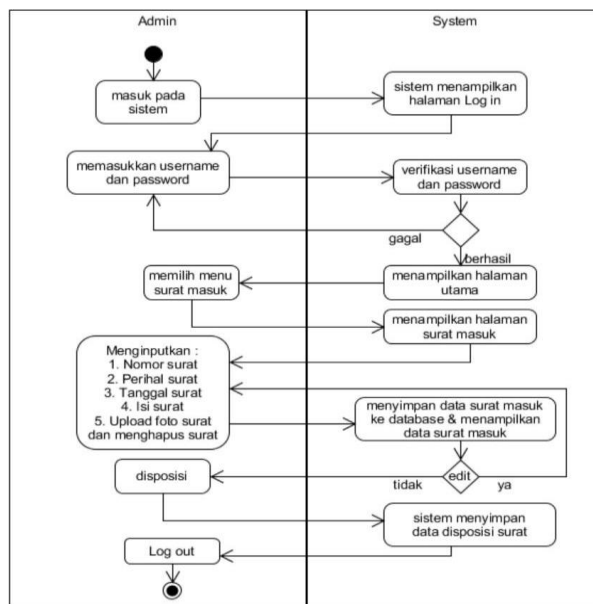 Admin
System
masuk pada
sistem
sistem menampilkan
halaman Log in
memasukkan username
dan password
verifikasi username
dan password
gagal
berhasil
memilih menu
surat masuk
menampilkan halaman
utama
menampilkan halaman
surat masuk
Menginputkan :
1. Nomor surat
2. Perihal surat
3. Tanggal surat
4. Isi surat
5. Upload foto surat
dan menghapus surat
menyimpan data surat masuk
ke database & menampilkan
data surat masuk
disposisi
tidak
edit
ya
sistem menyimpan
data disposisi surat
Log out